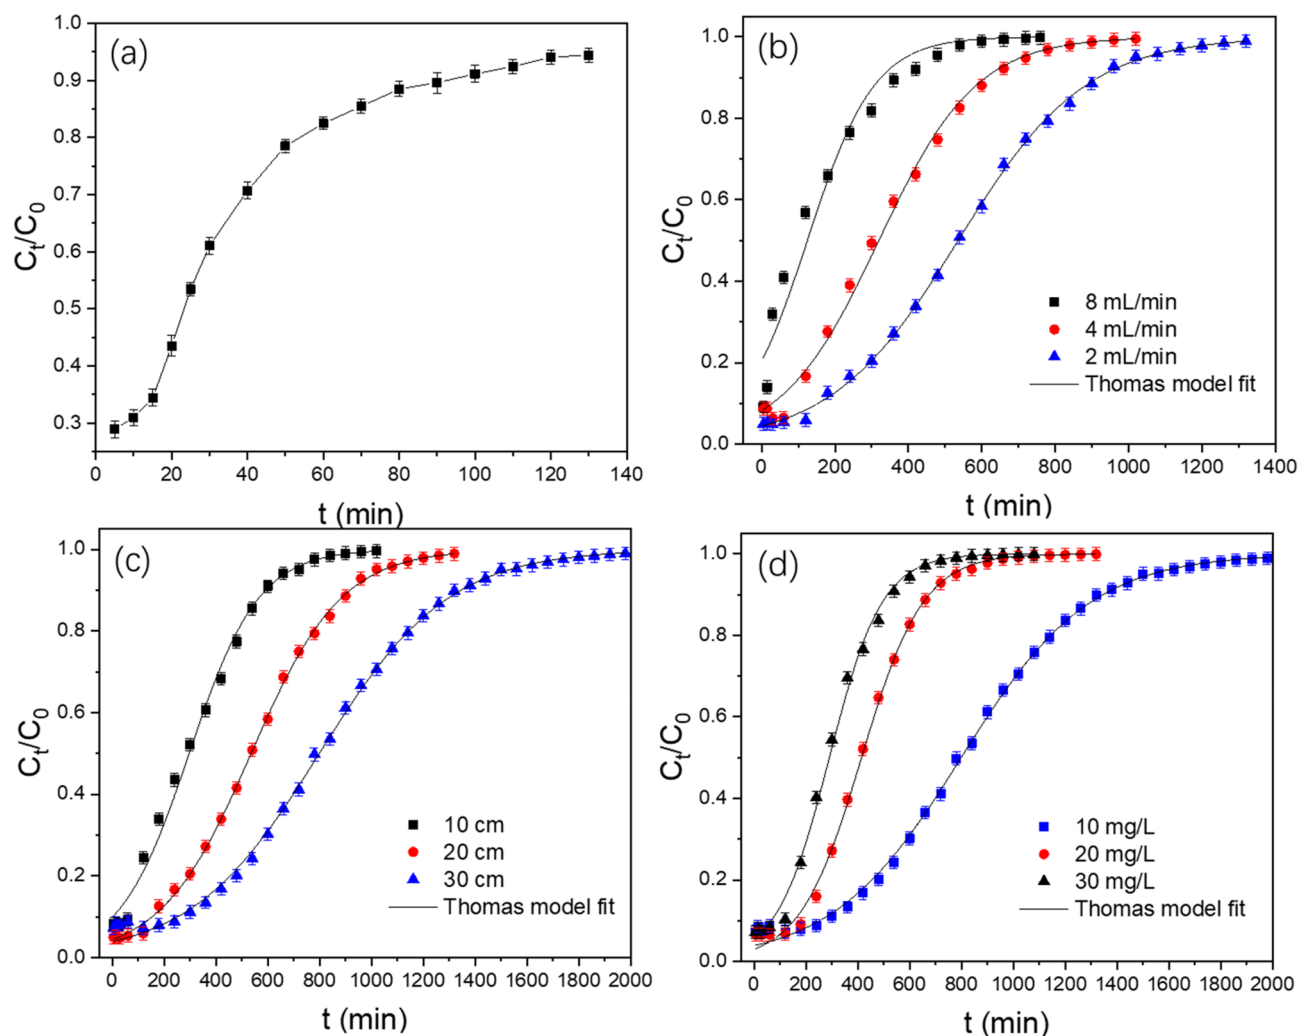 (a)
1.0
0.9
0.8
0.7
0.6
0.5
0.4
0.3
Ct/C0
0 20 40 60 80 100 120 140
t (min)
(b)
1.0
0.8
0.6
0.4
0.2
0.0
Ct/C0
8 mL/min
4 mL/min
2 mL/min
Thomas model fit
0 200 400 600 800 1000 1200 1400
t (min)
(c)
1.0
0.8
0.6
0.4
0.2
0.0
Ct/C0
10 cm
20 cm
30 cm
Thomas model fit
0 200 400 600 800 1000 1200 1400 1600 1800 2000
t (min)
(d)
1.0
0.8
0.6
0.4
0.2
0.0
Ct/C0
10 mg/L
20 mg/L
30 mg/L
Thomas model fit
0 200 400 600 800 1000 1200 1400 1600 1800 2000
t (min)